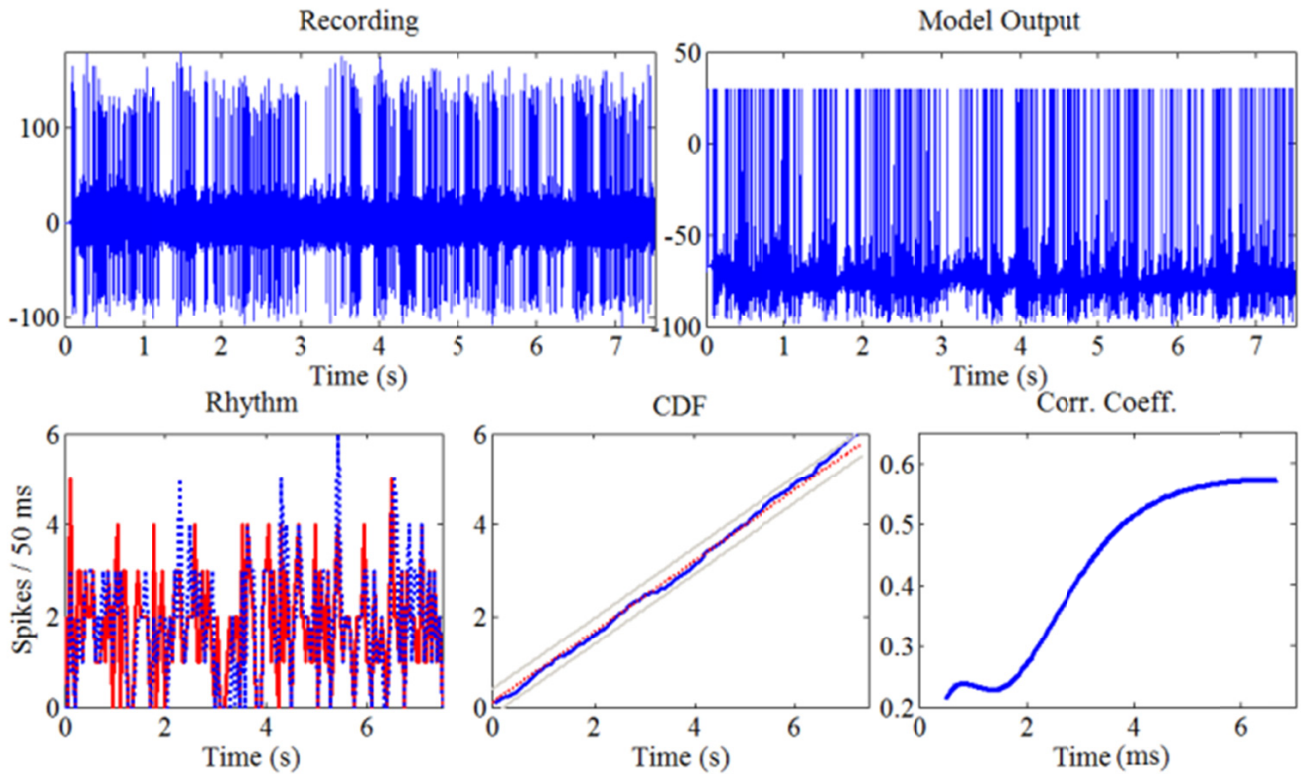 Recording
Model Output
100
0
-100
0 1 2 3 4 5 6 7
Time (s)
50
0
-50
-100
0 1 2 3 4 5 6 7
Time (s)
Rhythm
CDF
Corr. Coeff.
Spikes / 50 ms
6
4
2
0
0 2 4 6
Time (s)
6
4
2
0
0 2 4 6
Time (s)
0.6
0.5
0.4
0.3
0.2
0 2 4 6
Time (ms)